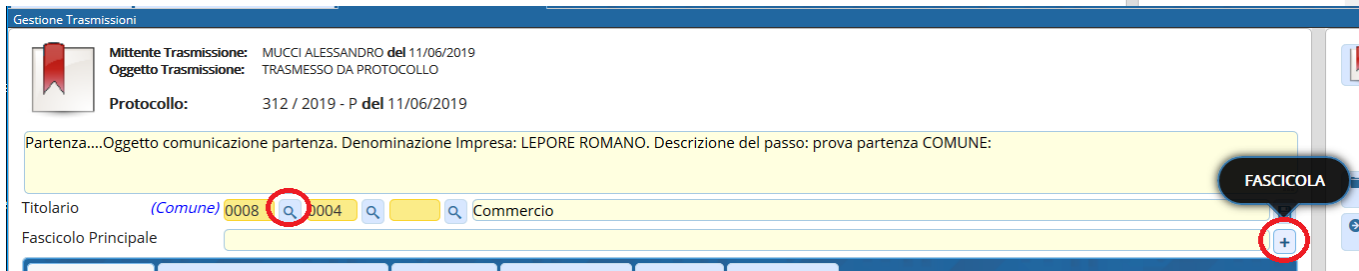 Gestione Trasmissioni
Mittente Trasmissione: MUCCI ALESSANDRO del 11/06/2019
Oggetto Trasmissione: TRASMESSO DA PROTOCOLLO
Protocollo: 312 / 2019 - P del 11/06/2019
Partenza....Oggetto comunicazione partenza. Denominazione Impresa: LEPORE ROMANO. Descrizione del passo: prova partenza COMUNE:
FASCICOLA
Titolario (Comune) 0008 0004 Commercio
Fascicolo Principale +